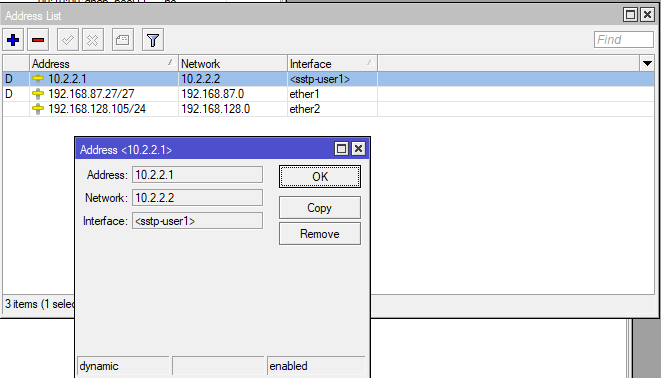 Address List
Find
Address Network Interface
D 10.2.2.1 10.2.2.2 <sstp-user1>
D 192.168.87.27/27 192.168.87.0 ether1
192.168.128.105/24 192.168.128.0 ether2
Address <10.2.2.1>
Address: 10.2.2.1 OK
Network: 10.2.2.2 Copy
Interface: <sstp-user1> Remove
3 items (1 selec
dynamic enabled